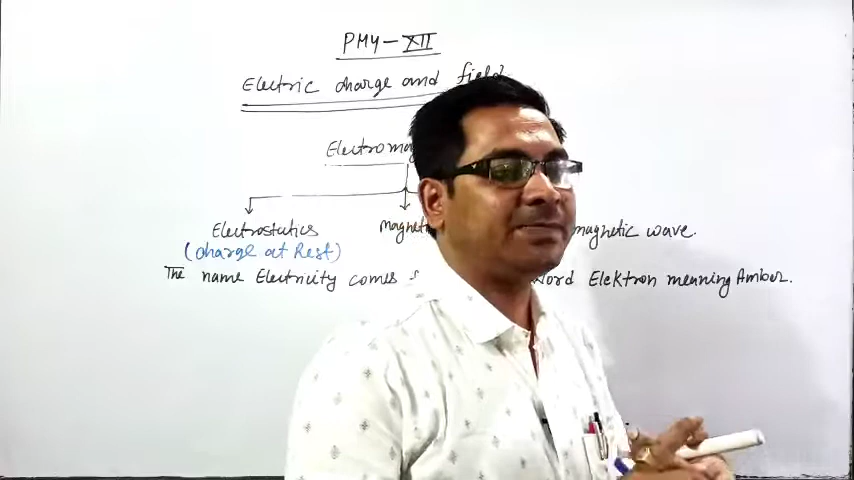 PHY-XII
Electric charge and field
Electromag
Electrostatics magnet magnetic wave.
(charge at Rest)
The name Electricity comes word Elektron meaning Amber.